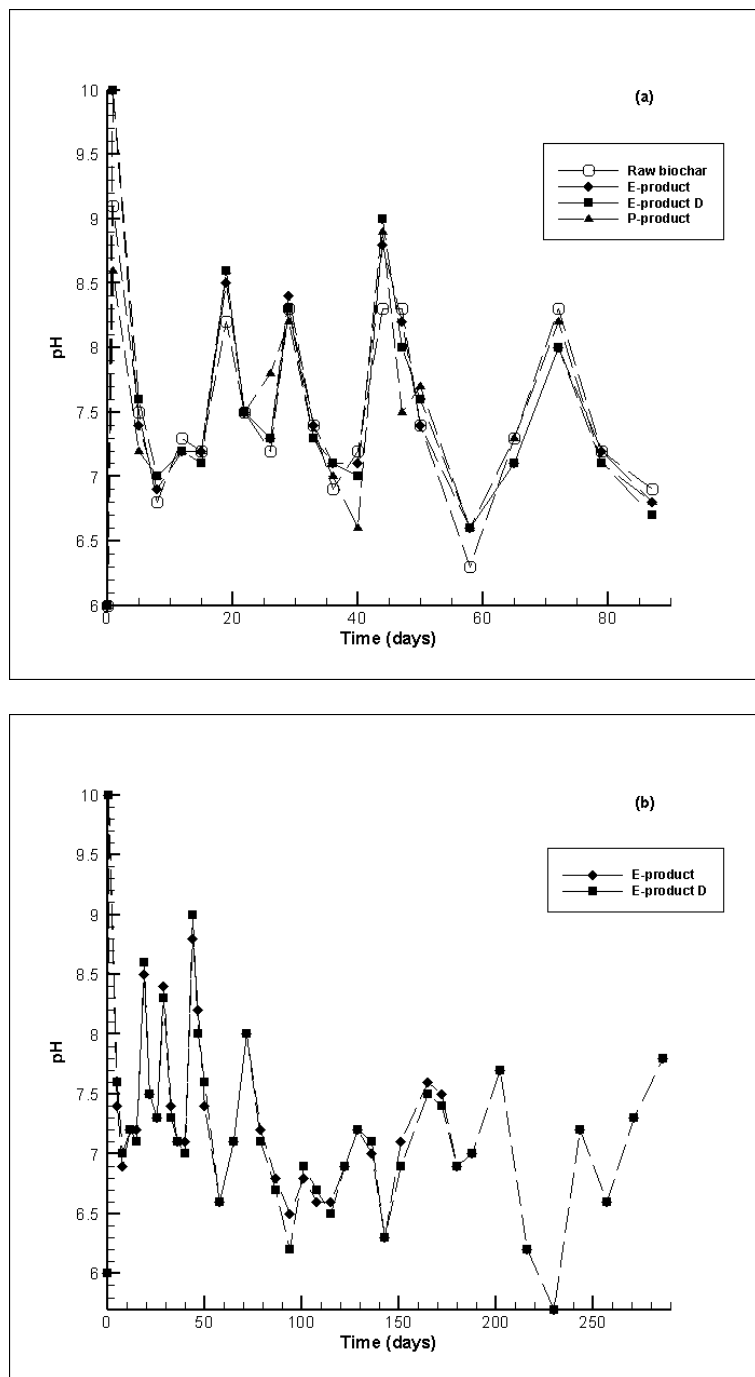 (a)
10
9.5
9
8.5
8
7.5
7
6.5
6
pH
Raw biochar
E-product
E-product D
P-product
0
20
40
60
80
Time (days)
(b)
10
9.5
9
8.5
8
7.5
7
6.5
6
pH
E-product
E-product D
0
50
100
150
200
250
Time (days)